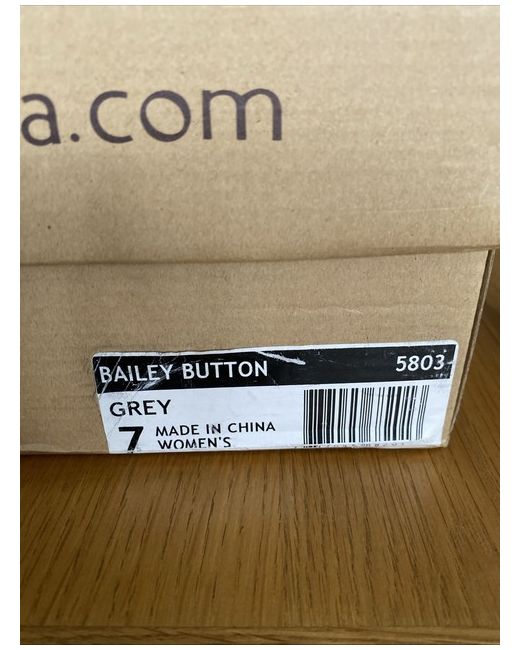 a.com
BAILEY BUTTON 5803
GREY
7 MADE IN CHINA
WOMEN'S